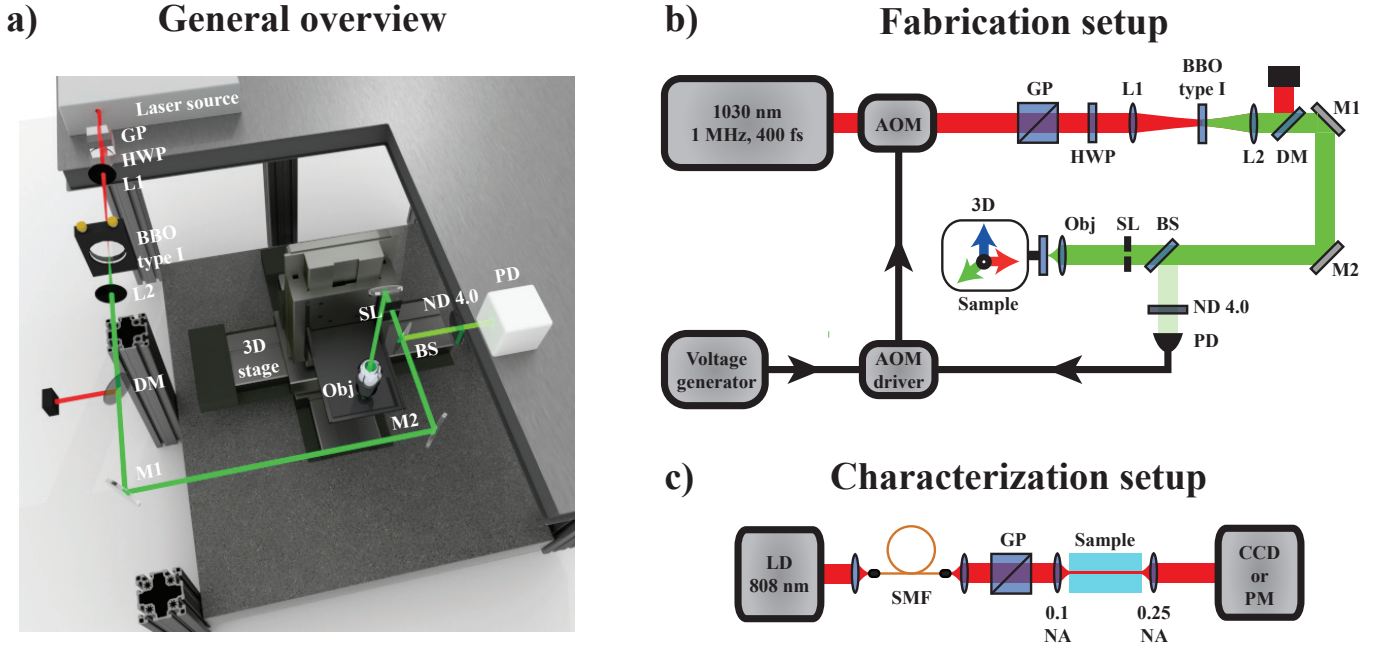 a)
General overview
Laser source
GP
HWP
L1
BBO
type I
L2
DM
M1
3D
stage
SL
Obj
M2
BS
ND 4.0
PD
b)
Fabrication setup
1030 nm
1 MHz, 400 fs
AOM
GP
HWP
L1
BBO
type I
L2
DM
M1
M2
3D
Sample
Obj
SL
BS
ND 4.0
PD
Voltage
generator
AOM
driver
c)
Characterization setup
LD
808 nm
SMF
GP
Sample
0.1
NA
0.25
NA
CCD
or
PM